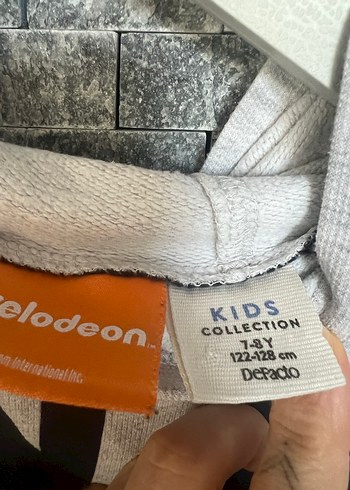 elodeon
International Inc.
KIDS
COLLECTION
7-8 Y
122-128 cm
DeFacto